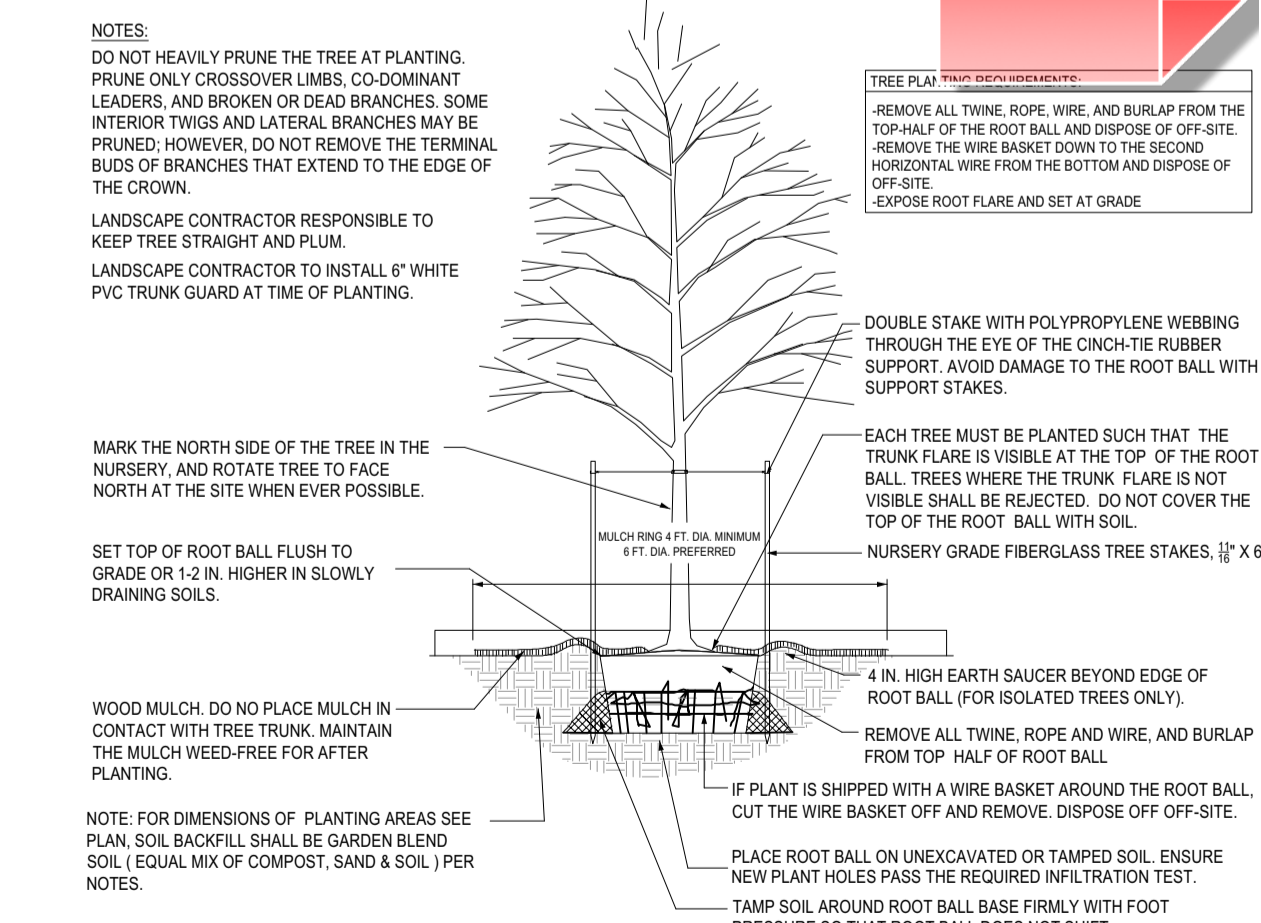 NOTES:
DO NOT HEAVILY PRUNE THE TREE AT PLANTING.
PRUNE ONLY CROSSOVER LIMBS, CO-DOMINANT
LEADERS, AND BROKEN OR DEAD BRANCHES. SOME
INTERIOR TWIGS AND LATERAL BRANCHES MAY BE
PRUNED; HOWEVER, DO NOT REMOVE THE TERMINAL
BUDS OF BRANCHES THAT EXTEND TO THE EDGE OF
THE CROWN.
LANDSCAPE CONTRACTOR RESPONSIBLE TO
KEEP TREE STRAIGHT AND PLUM.
LANDSCAPE CONTRACTOR TO INSTALL 6" WHITE
PVC TRUNK GUARD AT TIME OF PLANTING.
MARK THE NORTH SIDE OF THE TREE IN THE
NURSERY, AND ROTATE TREE TO FACE
NORTH AT THE SITE WHEN EVER POSSIBLE.
SET TOP OF ROOT BALL FLUSH TO
GRADE OR 1-2 IN. HIGHER IN SLOWLY
DRAINING SOILS.
WOOD MULCH. DO NO PLACE MULCH IN
CONTACT WITH TREE TRUNK. MAINTAIN
THE MULCH WEED-FREE FOR AFTER
PLANTING.
NOTE: FOR DIMENSIONS OF PLANTING AREAS SEE
PLAN, SOIL BACKFILL SHALL BE GARDEN BLEND
SOIL ( EQUAL MIX OF COMPOST, SAND & SOIL ) PER
NOTES.
MULCH RING 4 FT. DIA. MINIMUM
6 FT. DIA. PREFERRED
TREE PLANTING REQUIREMENTS:
-REMOVE ALL TWINE, ROPE, WIRE, AND BURLAP FROM THE
TOP-HALF OF THE ROOT BALL AND DISPOSE OF OFF-SITE.
-REMOVE THE WIRE BASKET DOWN TO THE SECOND
HORIZONTAL WIRE FROM THE BOTTOM AND DISPOSE OF
OFF-SITE.
-EXPOSE ROOT FLARE AND SET AT GRADE
DOUBLE STAKE WITH POLYPROPYLENE WEBBING
THROUGH THE EYE OF THE CINCH-TIE RUBBER
SUPPORT. AVOID DAMAGE TO THE ROOT BALL WITH
SUPPORT STAKES.
EACH TREE MUST BE PLANTED SUCH THAT THE
TRUNK FLARE IS VISIBLE AT THE TOP OF THE ROOT
BALL. TREES WHERE THE TRUNK FLARE IS NOT
VISIBLE SHALL BE REJECTED. DO NOT COVER THE
TOP OF THE ROOT BALL WITH SOIL.
NURSERY GRADE FIBERGLASS TREE STAKES, 11/16" X 6
4 IN. HIGH EARTH SAUCER BEYOND EDGE OF
ROOT BALL (FOR ISOLATED TREES ONLY).
REMOVE ALL TWINE, ROPE AND WIRE, AND BURLAP
FROM TOP HALF OF ROOT BALL
IF PLANT IS SHIPPED WITH A WIRE BASKET AROUND THE ROOT BALL,
CUT THE WIRE BASKET OFF AND REMOVE. DISPOSE OFF OFF-SITE.
PLACE ROOT BALL ON UNEXCAVATED OR TAMPED SOIL. ENSURE
NEW PLANT HOLES PASS THE REQUIRED INFILTRATION TEST.
TAMP SOIL AROUND ROOT BALL BASE FIRMLY WITH FOOT
PRESSURE SO THAT ROOT BALL DOES NOT SHIFT